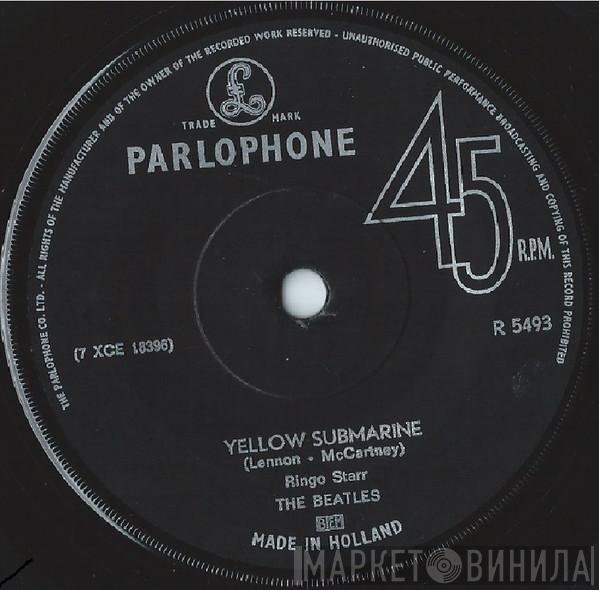 THE PARLOPHONE CO. LTD. - ALL RIGHTS OF THE MANUFACTURER AND OF THE OWNER OF THE RECORDED WORK RESERVED - UNAUTHORISED PUBLIC PERFORMANCE BROADCASTING AND COPYING OF THIS RECORD PROHIBITED
£
TRADE MARK
PARLOPHONE
45
R.P.M.
R 5493
(7 XCE 18396)
YELLOW SUBMARINE
(Lennon - McCartney)
Ringo Starr
THE BEATLES
BIEM
MADE IN HOLLAND
МАРКЕТ ВИНИЛА